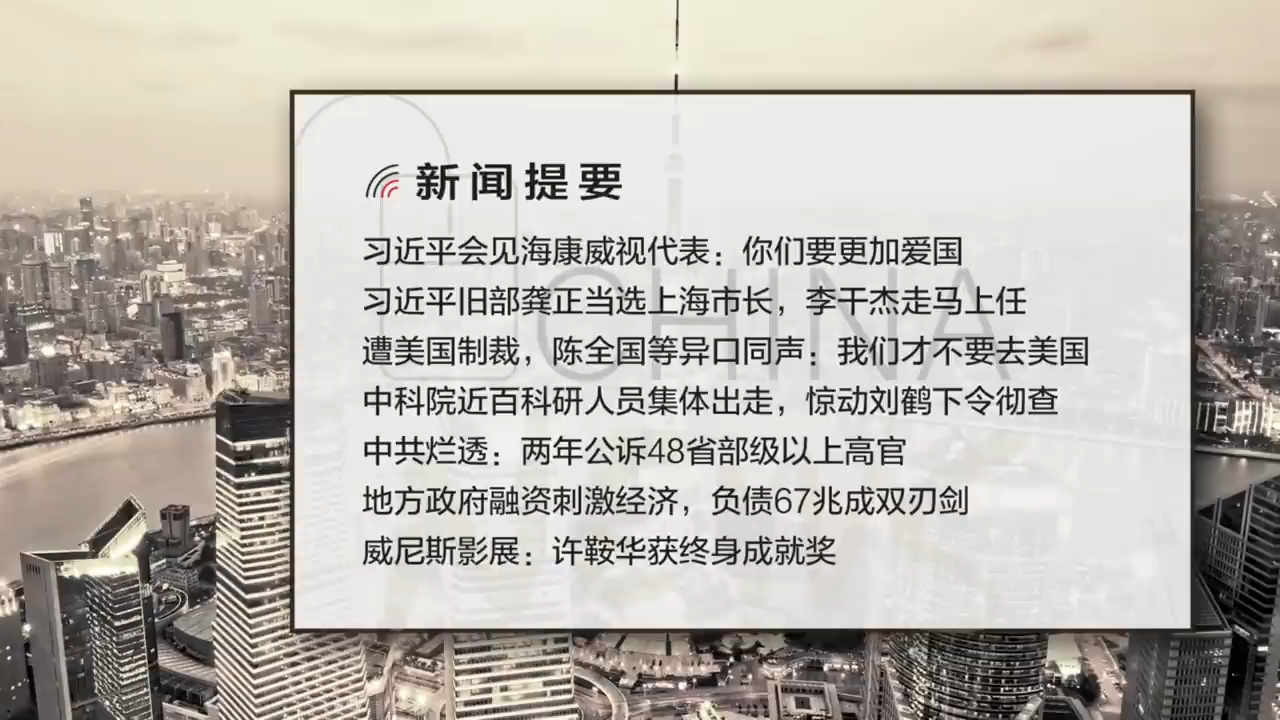 新闻提要
CHINA
习近平会见海康威视代表：你们要更加爱国
习近平旧部龚正当选上海市长，李干杰走马上任
遭美国制裁，陈全国等异口同声：我们才不要去美国
中科院近百科研人员集体出走，惊动刘鹤下令彻查
中共烂透：两年公诉48省部级以上高官
地方政府融资刺激经济，负债67兆成双刃剑
威尼斯影展：许鞍华获终身成就奖